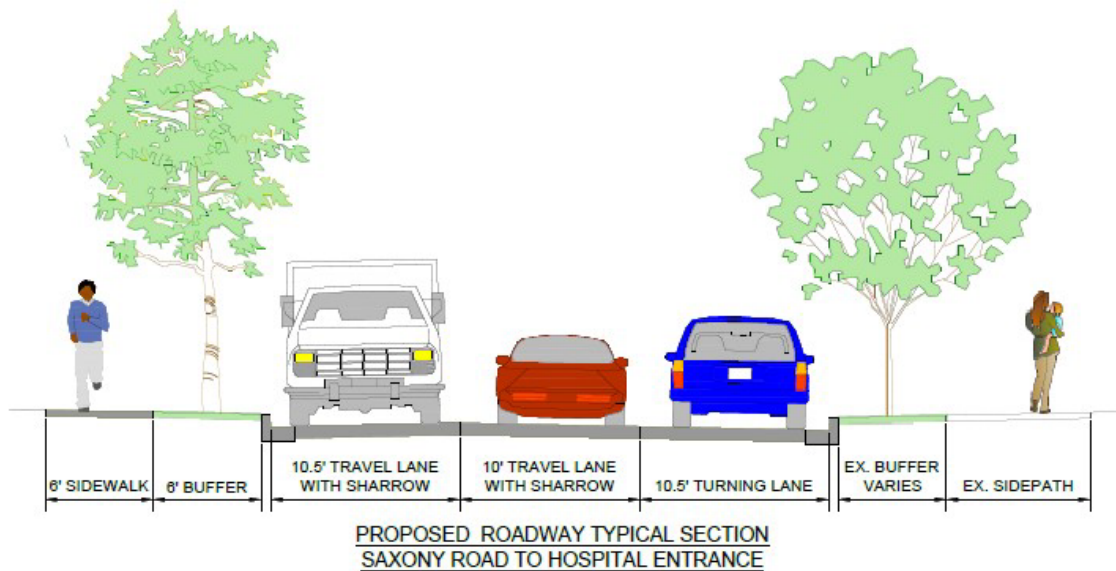 6' SIDEWALK
6' BUFFER
10.5' TRAVEL LANE
WITH SHARROW
10' TRAVEL LANE
WITH SHARROW
10.5' TURNING LANE
EX. BUFFER
VARIES
EX. SIDEPATH
PROPOSED ROADWAY TYPICAL SECTION
SAXONY ROAD TO HOSPITAL ENTRANCE